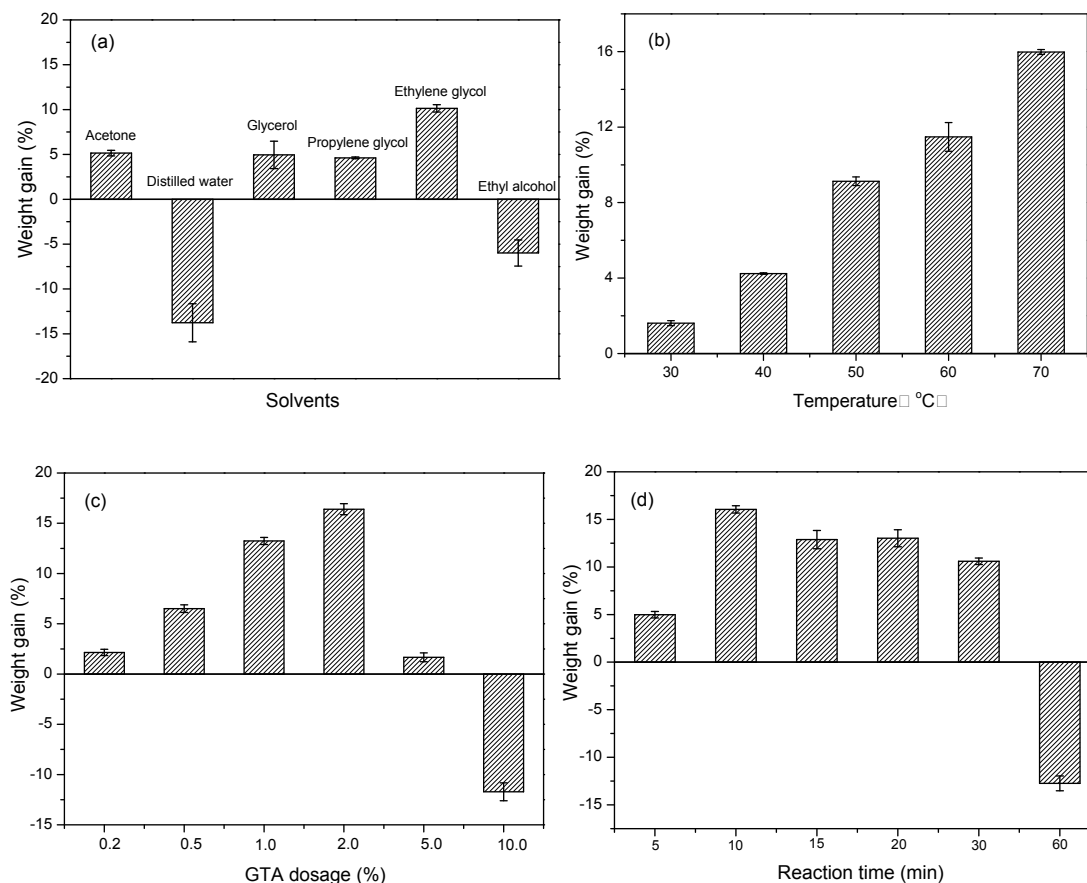 (a)
Weight gain (%)
20
15
10
5
0
-5
-10
-15
-20
Acetone
Distilled water
Glycerol
Propylene glycol
Ethylene glycol
Ethyl alcohol
Solvents
(b)
Weight gain (%)
16
12
8
4
0
30 40 50 60 70
Temperature□ °C□
(c)
Weight gain (%)
20
15
10
5
0
-5
-10
-15
0.2 0.5 1.0 2.0 5.0 10.0
GTA dosage (%)
(d)
Weight gain (%)
20
15
10
5
0
-5
-10
-15
5 10 15 20 30 60
Reaction time (min)